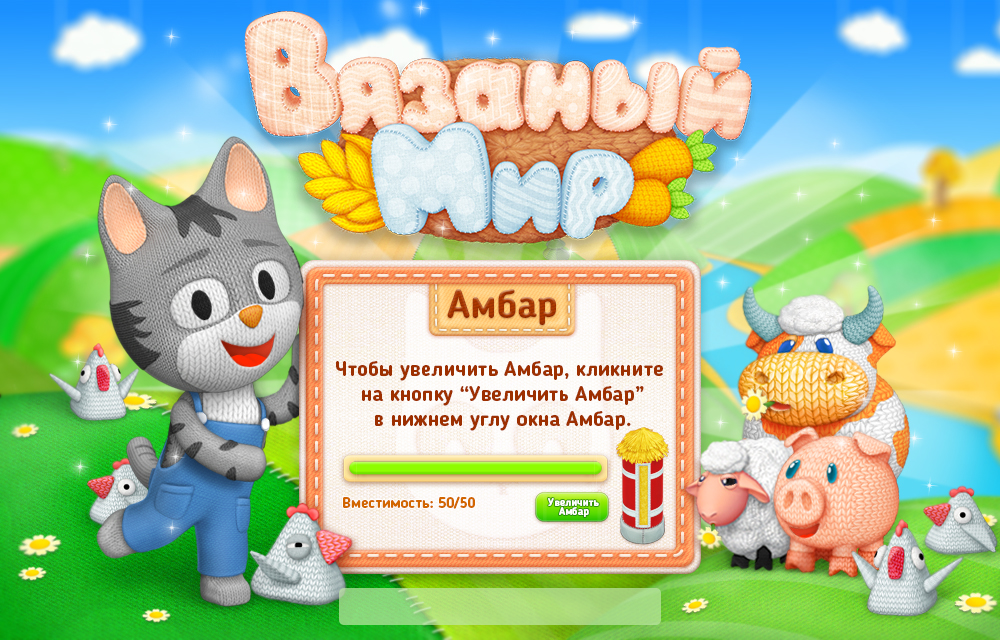 Вязаный
Мир
Амбар
Чтобы увеличить Амбар, кликните
на кнопку “Увеличить Амбар”
в нижнем углу окна Амбар.
Вместимость: 50/50
Увеличить
Амбар